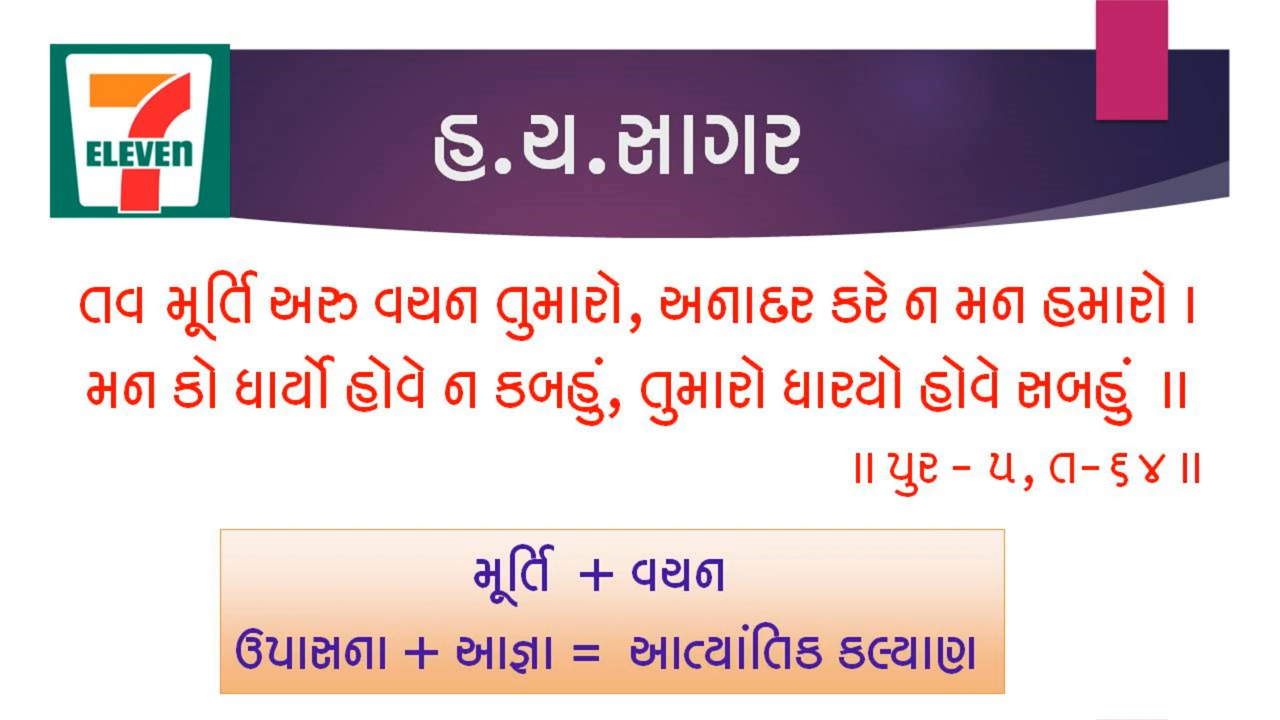 7
ELEVEN
હ.ચ.સાગર
તવ મૂર્તિ અરુ વચન તુમારો, અનાદર કરે ન મન હમારો ।
મન કો ધાર્યો હોવે ન કબહું, તુમારો ધારયો હોવે સબહું ॥
॥ પુર - ૫, ત-૬૪ ॥
મૂર્તિ + વચન
ઉપાસના + આજ્ઞા = આત્યાંતિક કલ્યાણ